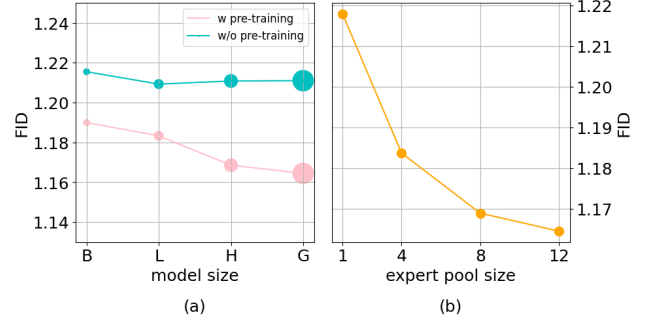 w pre-training
w/o pre-training
FID
1.24
1.22
1.20
1.18
1.16
1.14
B L H G
model size
(a)
1.22
1.21
1.20
1.19
1.18
1.17
FID
1 4 8 12
expert pool size
(b)